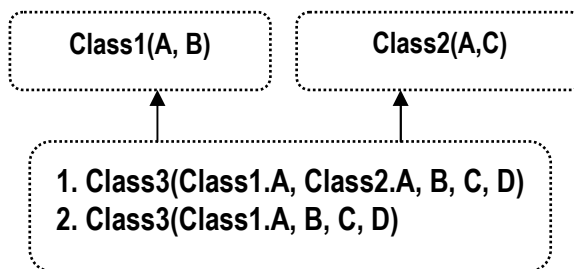 Class1(A, B)
Class2(A,C)
1. Class3(Class1.A, Class2.A, B, C, D)
2. Class3(Class1.A, B, C, D)